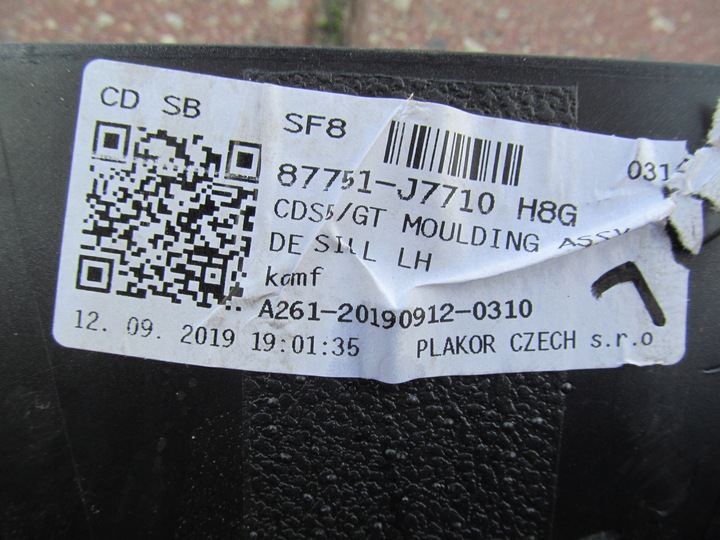 CD SB SF8
0314
87751-J7710 H8G
CDS5/GT MOULDING ASSY
DE SILL LH
kamf
A261-20190912-0310
12. 09. 2019 19:01:35 PLAKOR CZECH s.r.o